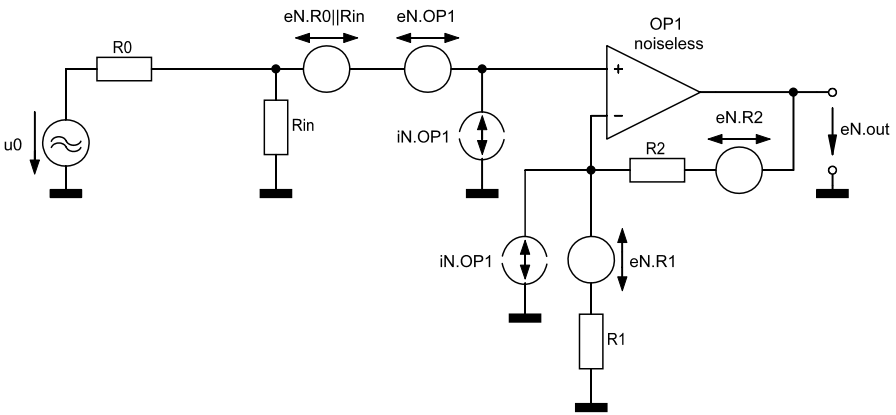 eN.R0||Rin
eN.OP1
OP1
noiseless
R0
+
eN.R2
u0
Rin
iN.OP1
−
eN.out
R2
iN.OP1
eN.R1
R1